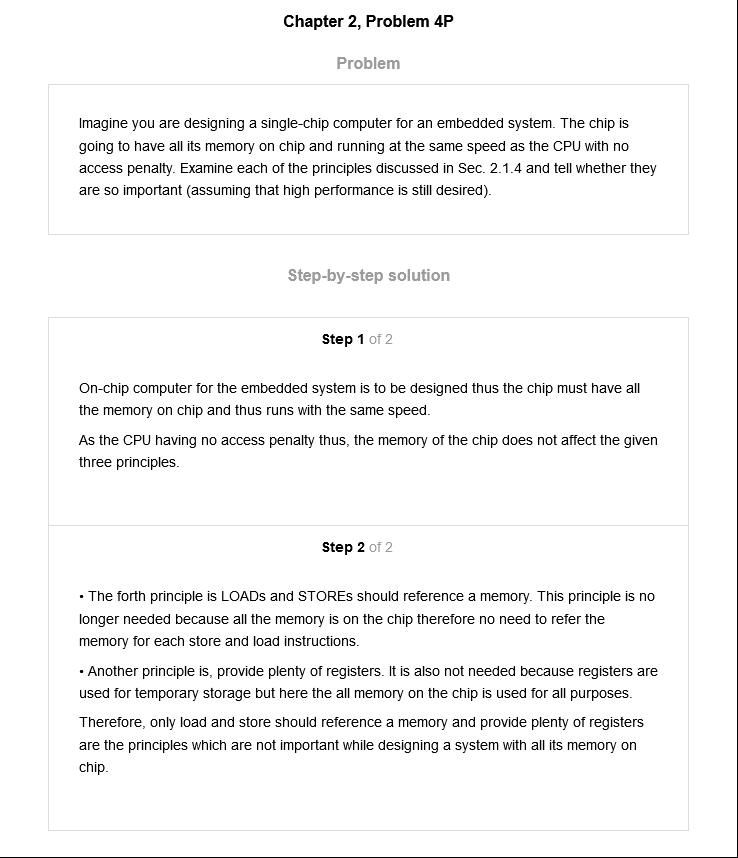 Chapter 2, Problem 4P
Problem
Imagine you are designing a single-chip computer for an embedded system. The chip is
going to have all its memory on chip and running at the same speed as the CPU with no
access penalty. Examine each of the principles discussed in Sec. 2.1.4 and tell whether they
are so important (assuming that high performance is still desired).
Step-by-step solution
Step 1 of 2
On-chip computer for the embedded system is to be designed thus the chip must have all
the memory on chip and thus runs with the same speed.
As the CPU having no access penalty thus, the memory of the chip does not affect the given
three principles.
Step 2 of 2
• The forth principle is LOADs and STOREs should reference a memory. This principle is no
longer needed because all the memory is on the chip therefore no need to refer the
memory for each store and load instructions.
• Another principle is, provide plenty of registers. It is also not needed because registers are
used for temporary storage but here the all memory on the chip is used for all purposes.
Therefore, only load and store should reference a memory and provide plenty of registers
are the principles which are not important while designing a system with all its memory on
chip.